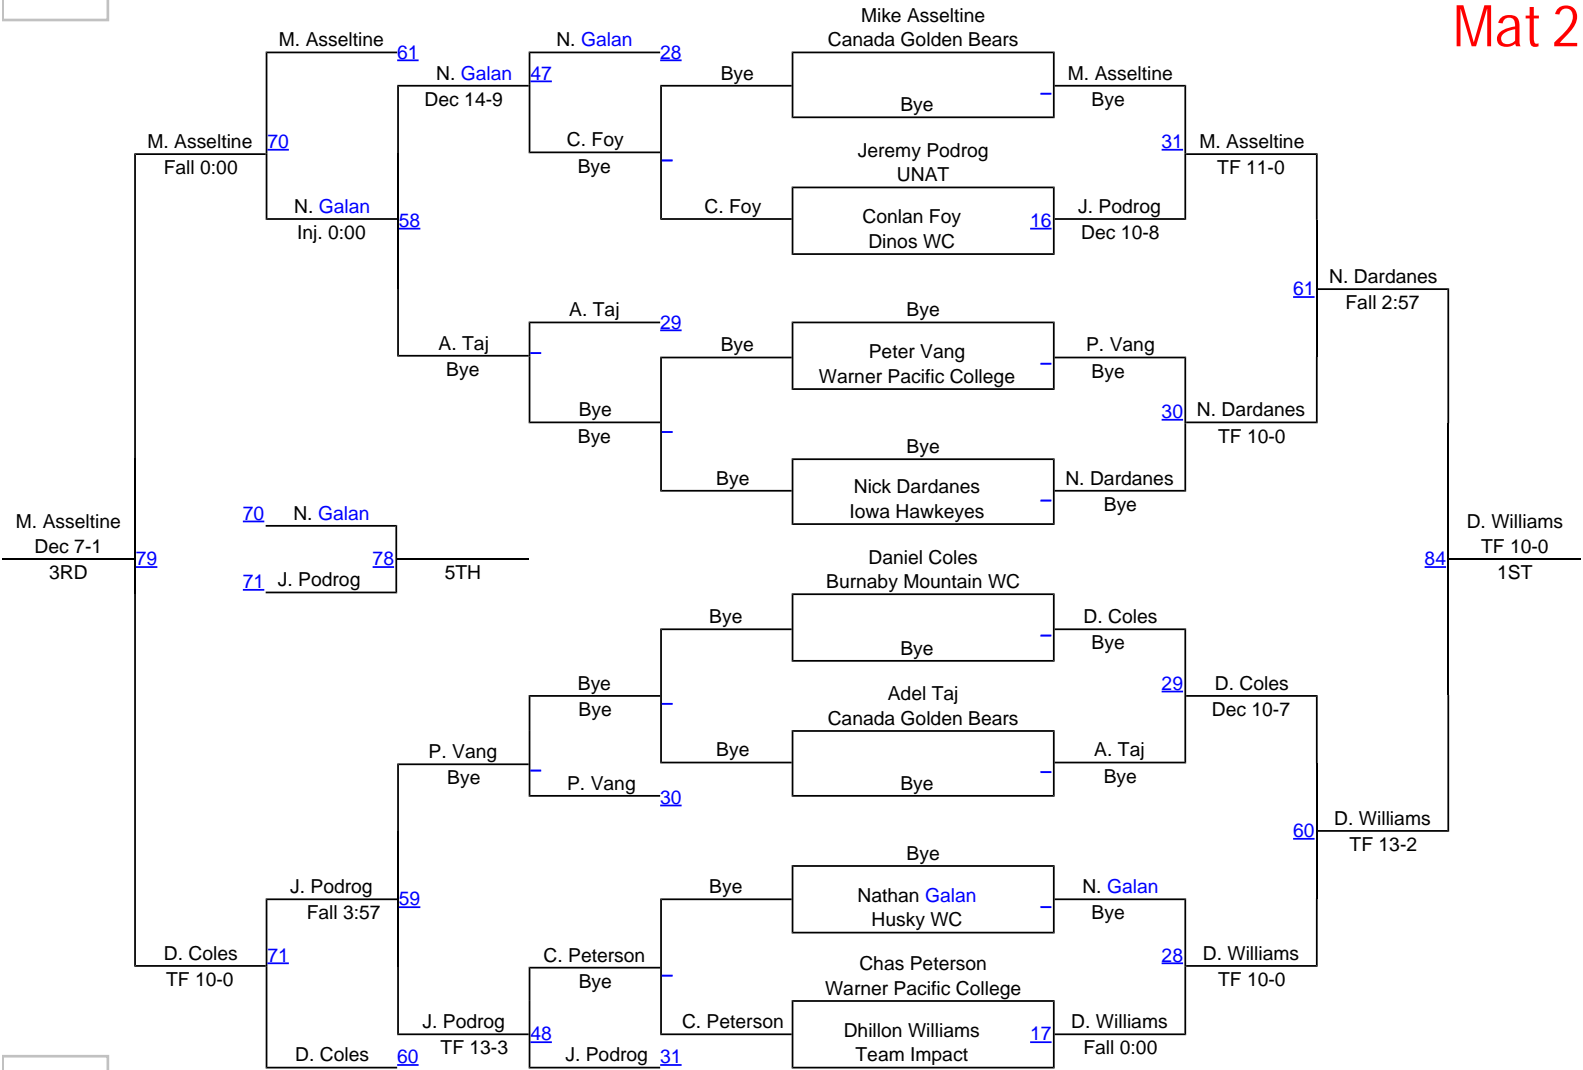 Mat 2
Mike Asseltine
Canada Golden Bears
M. Asseltine
61
N. Galan
28
N. Galan
47
Dec 14-9
Bye
Bye
M. Asseltine
Bye
C. Foy
Bye
M. Asseltine
70
Fall 0:00
Jeremy Podrog
UNAT
31
M. Asseltine
TF 11-0
N. Galan
58
Inj. 0:00
C. Foy
Conlan Foy
16
Dinos WC
J. Podrog
Dec 10-8
N. Dardanes
61
Fall 2:57
A. Taj
29
Bye
A. Taj
Bye
Bye
Peter Vang
Warner Pacific College
P. Vang
Bye
Bye
Bye
30
N. Dardanes
TF 10-0
Bye
Bye
Nick Dardanes
Iowa Hawkeyes
N. Dardanes
Bye
70
N. Galan
M. Asseltine
Dec 7-1
79
3RD
78
5TH
71
J. Podrog
D. Williams
TF 10-0
84
1ST
Daniel Coles
Burnaby Mountain WC
Bye
Bye
D. Coles
Bye
Bye
Bye
29
D. Coles
Dec 10-7
Adel Taj
Canada Golden Bears
P. Vang
Bye
Bye
Bye
A. Taj
Bye
P. Vang
30
60
D. Williams
TF 13-2
Bye
J. Podrog
59
Fall 3:57
Bye
Nathan Galan
Husky WC
N. Galan
Bye
D. Coles
71
TF 10-0
C. Peterson
Bye
28
D. Williams
TF 10-0
Chas Peterson
Warner Pacific College
J. Podrog
48
TF 13-3
C. Peterson
Dhillon Williams
17
Team Impact
D. Williams
Fall 0:00
D. Coles
60
J. Podrog
31